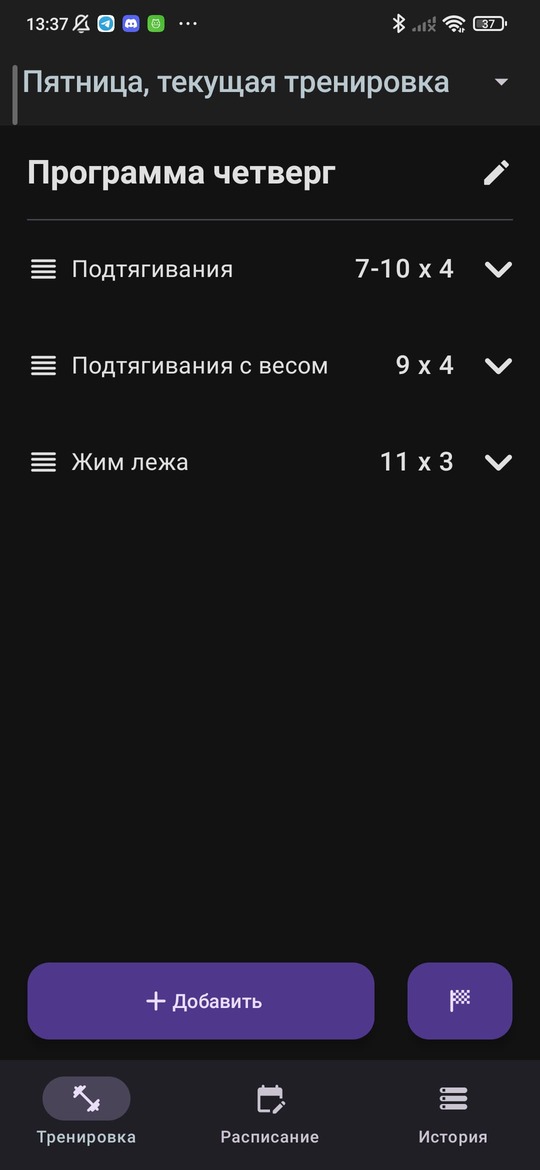 13:37 37
Пятница, текущая тренировка
Программа четверг
Подтягивания 7-10 x 4
Подтягивания с весом 9 x 4
Жим лежа 11 x 3
Добавить
Тренировка Расписание История